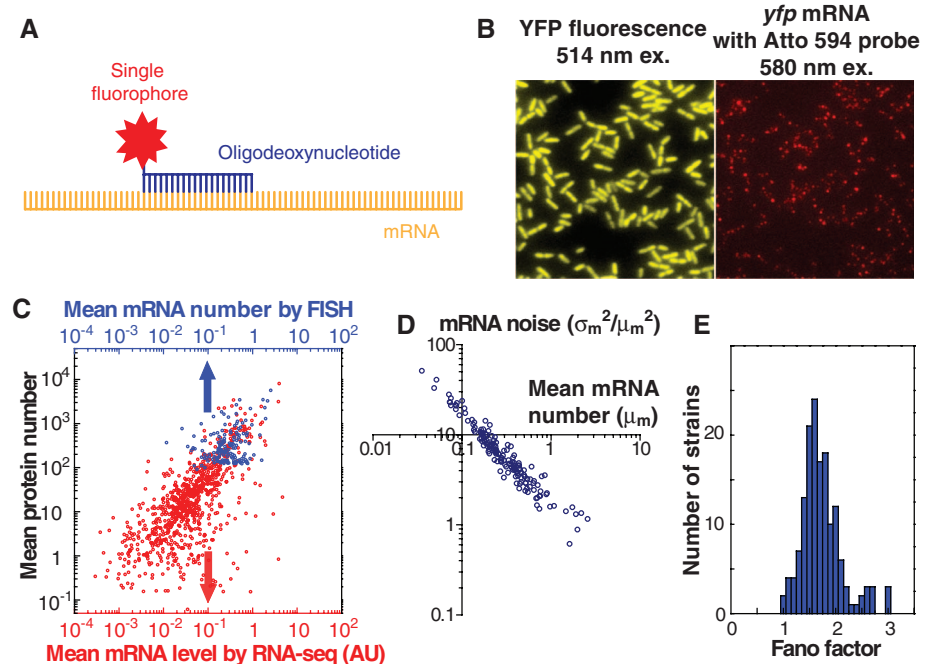 A
Single
fluorophore
Oligodeoxynucleotide
mRNA
B
YFP fluorescence
514 nm ex.
yfp mRNA
with Atto 594 probe
580 nm ex.
C
Mean mRNA number by FISH
10⁻⁴ 10⁻³ 10⁻² 10⁻¹ 1 10 10²
Mean protein number
10⁴
10³
10²
10
1
10⁻¹
10⁻⁴ 10⁻³ 10⁻² 10⁻¹ 1 10 10²
Mean mRNA level by RNA-seq (AU)
D
mRNA noise (σm²/μm²)
100
Mean mRNA
number (μm)
10
0.01 0.1 1 10
1
0.1
E
Number of strains
20
10
0
0 1 2 3
Fano factor